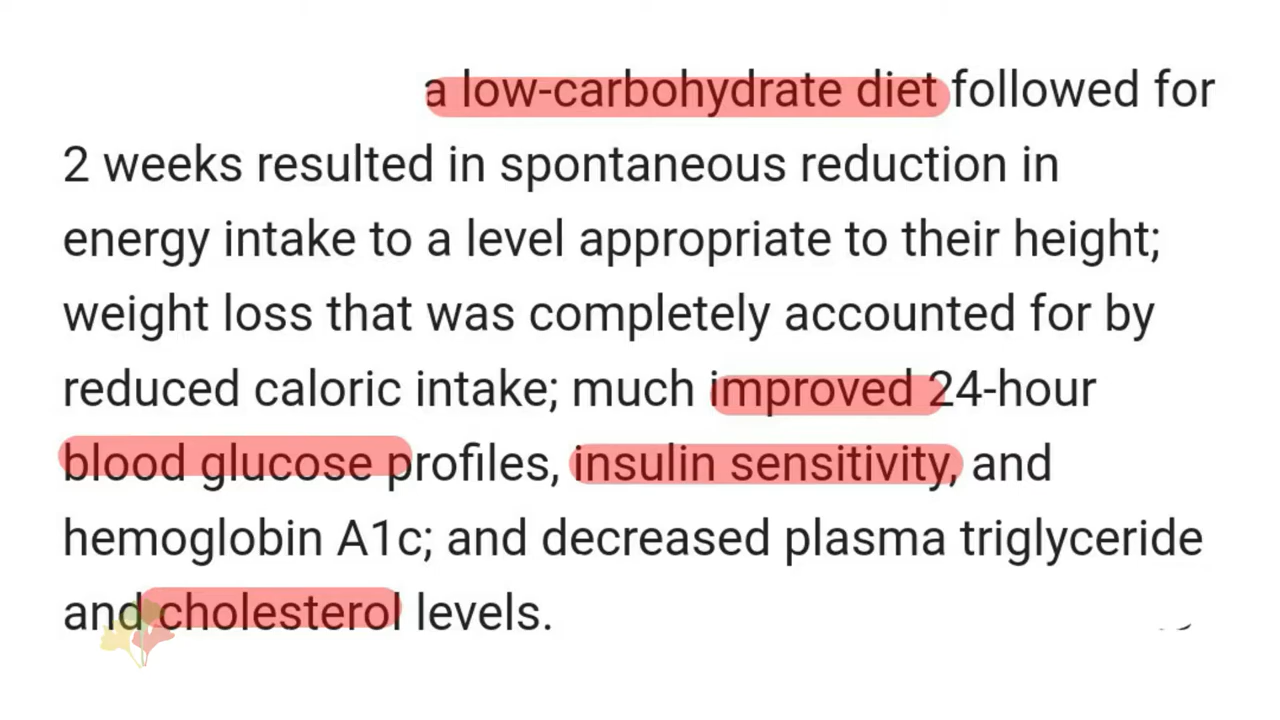 a low-carbohydrate diet followed for
2 weeks resulted in spontaneous reduction in
energy intake to a level appropriate to their height;
weight loss that was completely accounted for by
reduced caloric intake; much improved 24-hour
blood glucose profiles, insulin sensitivity, and
hemoglobin A1c; and decreased plasma triglyceride
and cholesterol levels.